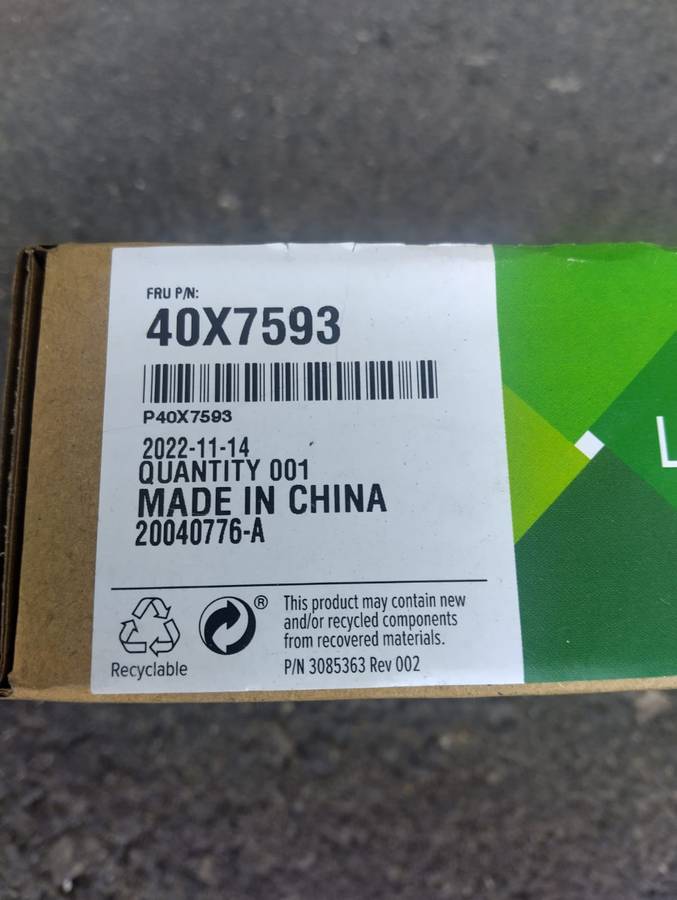 FRU P/N:
40X7593
P40X7593
2022-11-14
QUANTITY 001
MADE IN CHINA
20040776-A
®
This product may contain new
and/or recycled components
from recovered materials.
Recyclable
P/N 3085363 Rev 002
L